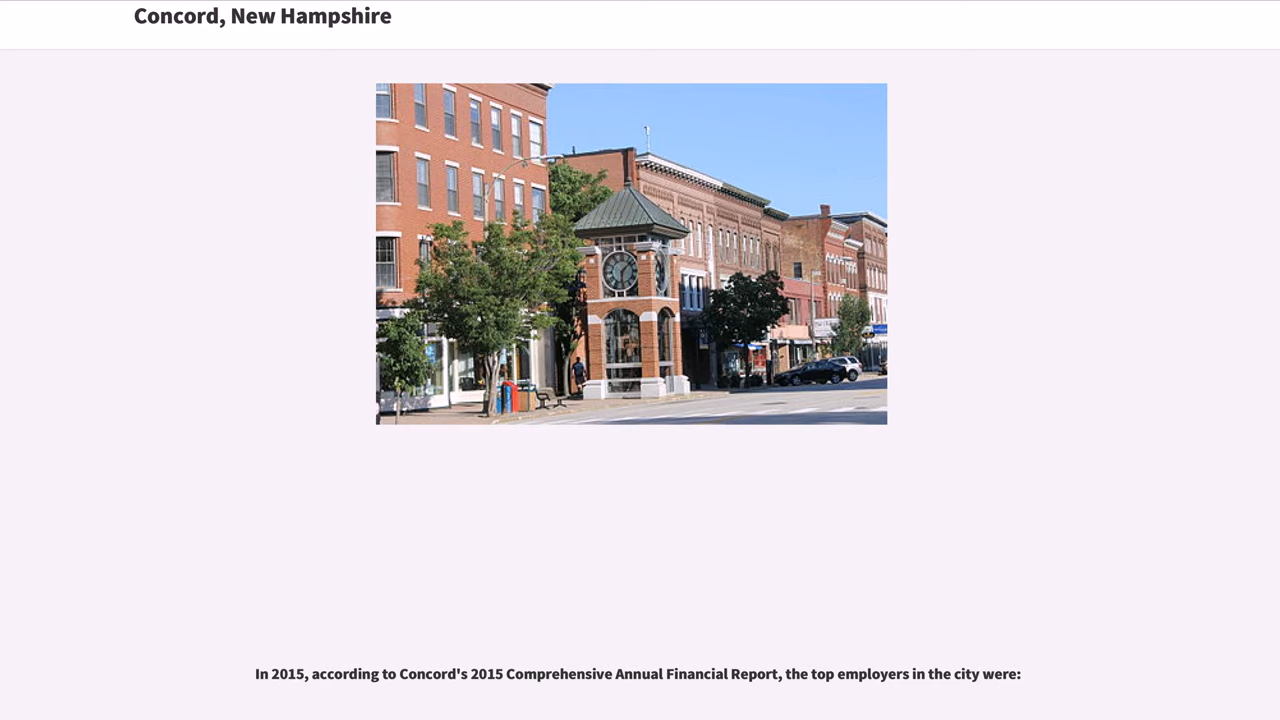 Concord, New Hampshire
In 2015, according to Concord's 2015 Comprehensive Annual Financial Report, the top employers in the city were: